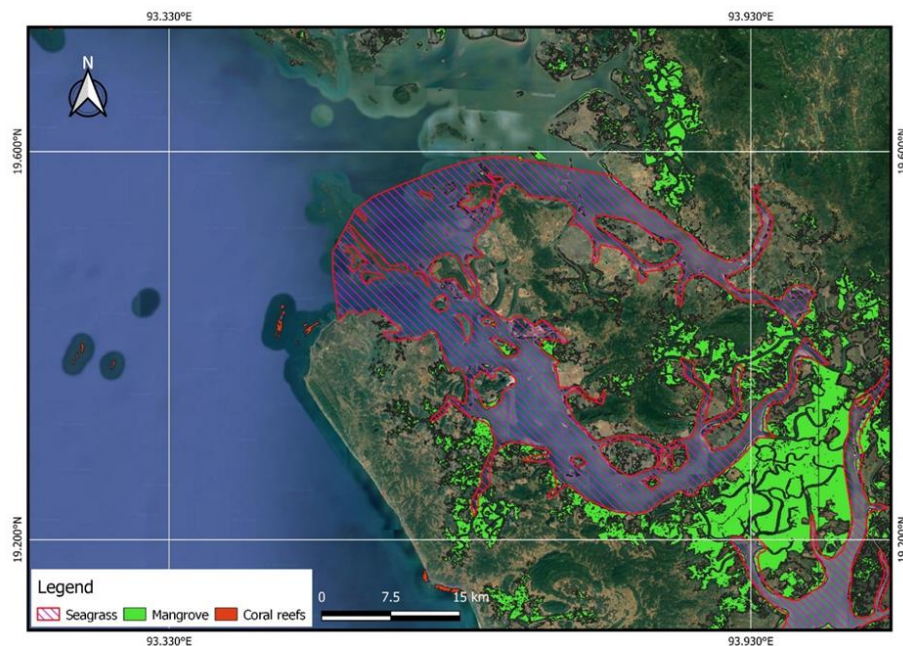 93.330°E 93.930°E
N
19.600°N 19.600°N
19.200°N 19.200°N
Legend
Seagrass Mangrove Coral reefs
0 7.5 15 km
93.330°E 93.930°E